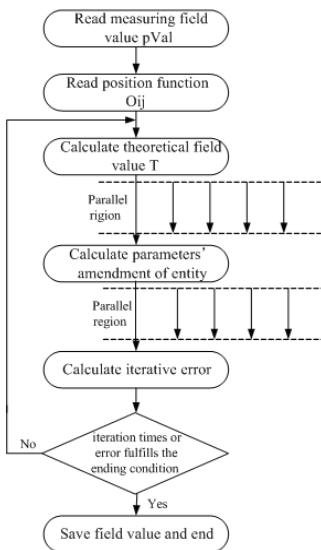 Read measuring field
value pVal
Read position function
Oij
Calculate theoretical field
value T
Parallel
rigion
Calculate parameters'
amendment of entity
Parallel
region
Calculate iterative error
iteration times or
error fulfills the
ending condition
No
Yes
Save field value and end